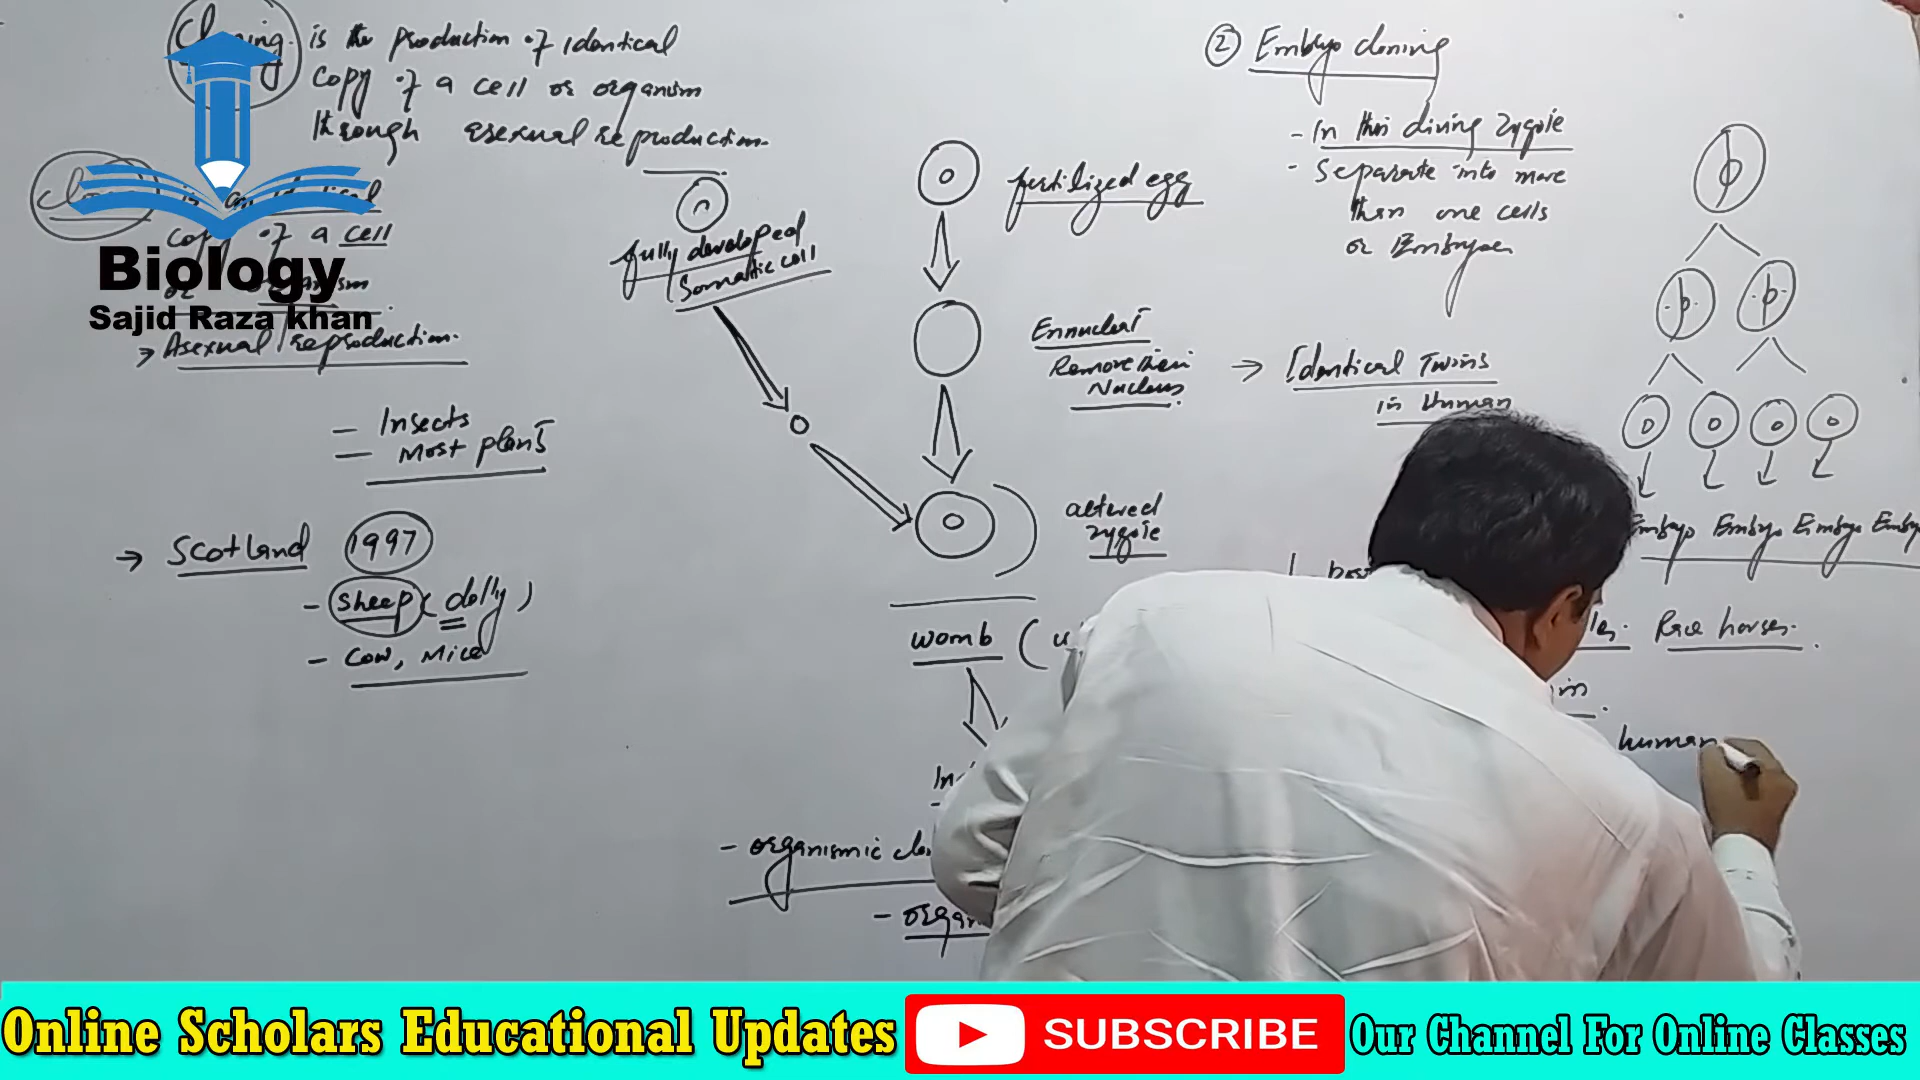 Cloning. is the production of identical
copy of a cell or organism
through asexual reproduction.
copy of a cell
Biology
Sajid Raza khan
→ Asexual reproduction.
- Insects
- Most plants
→ Scotland 1997
- Sheep (dolly)
- Cow, Mice
fully developed
Somatic cell
fertilized egg
Remove their
Nucleus.
altered
zygote
womb (u
- organismic
② Embryo cloning
- In this diving zygote
- Separate into more
than one cells
or Embryoes
→ Identical Twins
in Human
Embryo Embryo Embryo Embryo
Race horses.
human
Online Scholars Educational Updates
SUBSCRIBE
Our Channel For Online Classes